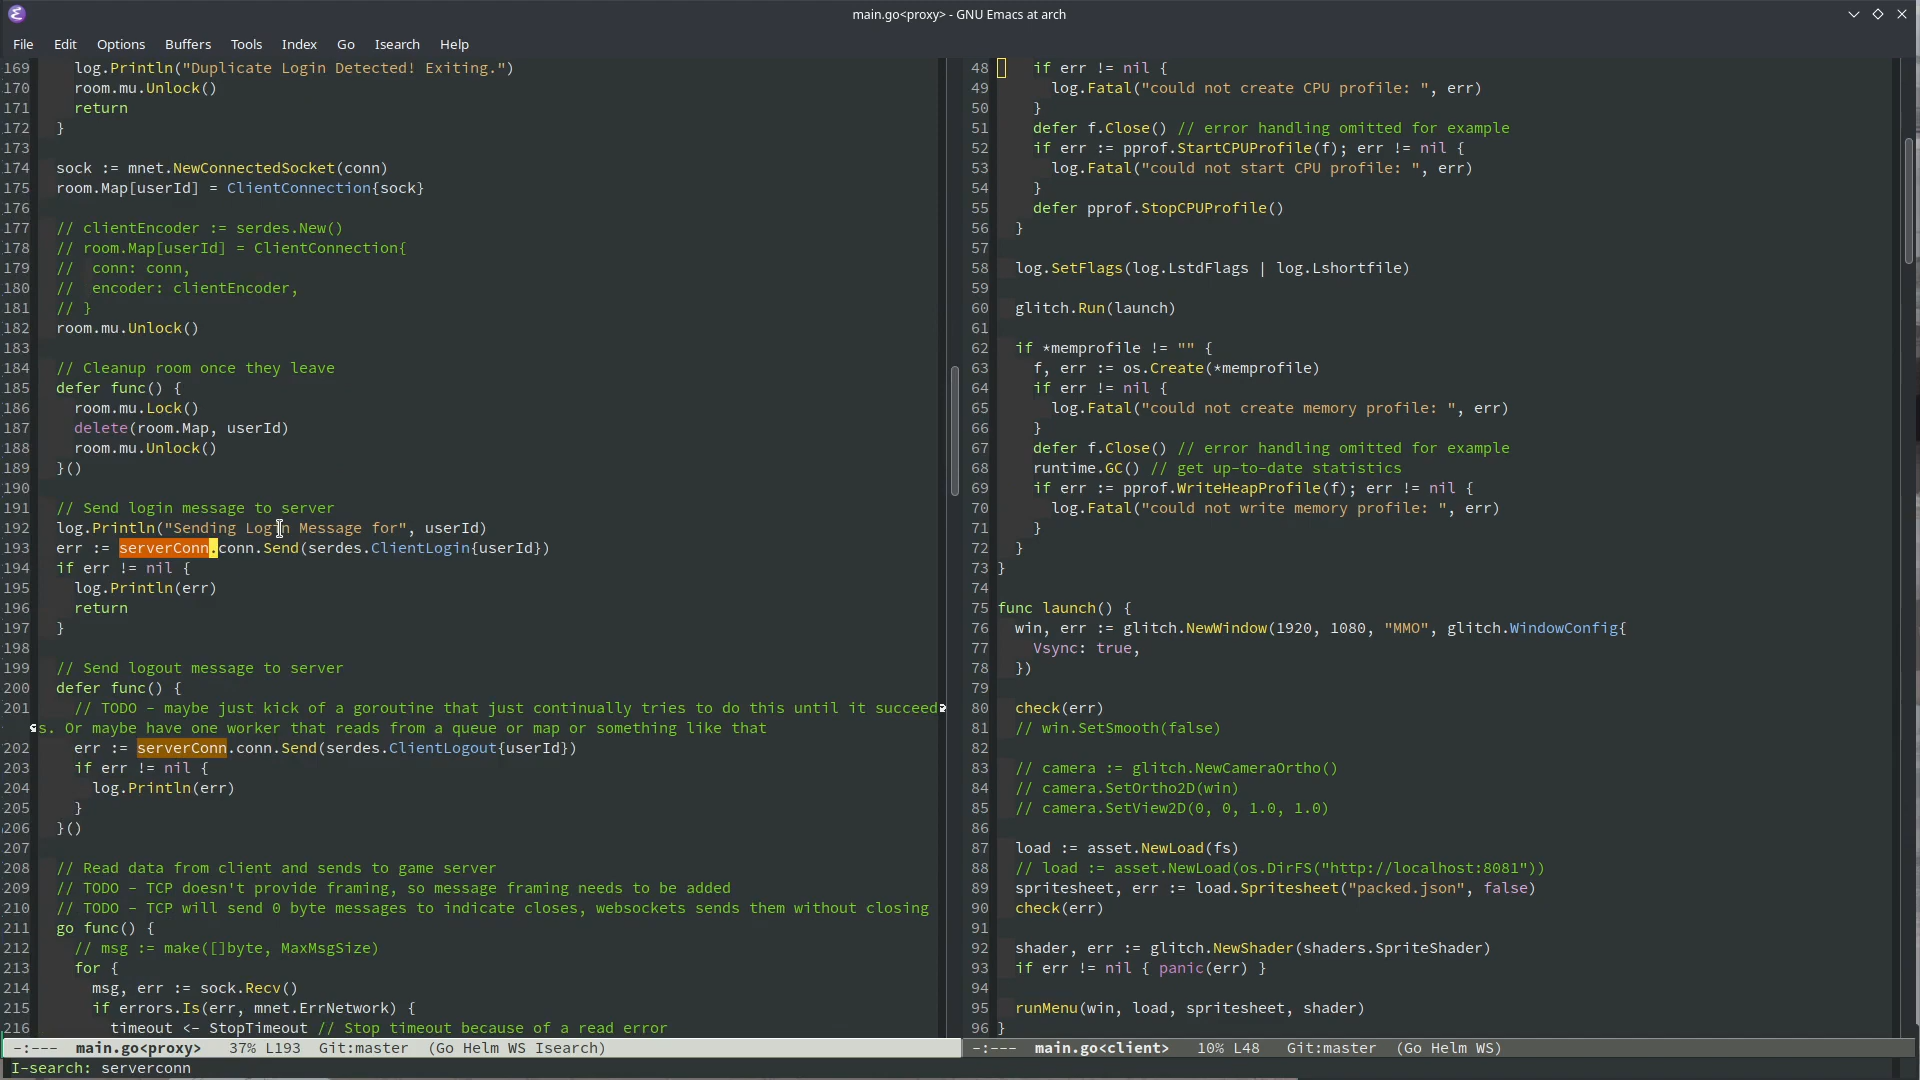 main.go<proxy> - GNU Emacs at arch
File Edit Options Buffers Tools Index Go Isearch Help
169 log.Println("Duplicate Login Detected! Exiting.")
170 room.mu.Unlock()
171 return
172 }
173
174 sock := mnet.NewConnectedSocket(conn)
175 room.Map[userId] = ClientConnection{sock}
176
177 // clientEncoder := serdes.New()
178 // room.Map[userId] = ClientConnection{
179 // conn: conn,
180 // encoder: clientEncoder,
181 // }
182 room.mu.Unlock()
183
184 // Cleanup room once they leave
185 defer func() {
186 room.mu.Lock()
187 delete(room.Map, userId)
188 room.mu.Unlock()
189 }()
190
191 // Send login message to server
192 log.Println("Sending Login Message for", userId)
193 err := serverConn.conn.Send(serdes.ClientLogin{userId})
194 if err != nil {
195 log.Println(err)
196 return
197 }
198
199 // Send logout message to server
200 defer func() {
201 // TODO - maybe just kick of a goroutine that just continually tries to do this until it succeed
s. Or maybe have one worker that reads from a queue or map or something like that
202 err := serverConn.conn.Send(serdes.ClientLogout{userId})
203 if err != nil {
204 log.Println(err)
205 }
206 }()
207
208 // Read data from client and sends to game server
209 // TODO - TCP doesn't provide framing, so message framing needs to be added
210 // TODO - TCP will send 0 byte messages to indicate closes, websockets sends them without closing
211 go func() {
212 // msg := make([]byte, MaxMsgSize)
213 for {
214 msg, err := sock.Recv()
215 if errors.Is(err, mnet.ErrNetwork) {
216 timeout <- StopTimeout // Stop timeout because of a read error
-:--- main.go<proxy> 37% L193 Git:master (Go Helm WS Isearch)
I-search: serverconn
48 if err != nil {
49 log.Fatal("could not create CPU profile: ", err)
50 }
51 defer f.Close() // error handling omitted for example
52 if err := pprof.StartCPUProfile(f); err != nil {
53 log.Fatal("could not start CPU profile: ", err)
54 }
55 defer pprof.StopCPUProfile()
56 }
57
58 log.SetFlags(log.LstdFlags | log.Lshortfile)
59
60 glitch.Run(launch)
61
62 if *memprofile != "" {
63 f, err := os.Create(*memprofile)
64 if err != nil {
65 log.Fatal("could not create memory profile: ", err)
66 }
67 defer f.Close() // error handling omitted for example
68 runtime.GC() // get up-to-date statistics
69 if err := pprof.WriteHeapProfile(f); err != nil {
70 log.Fatal("could not write memory profile: ", err)
71 }
72 }
73 }
74
75 func launch() {
76 win, err := glitch.NewWindow(1920, 1080, "MMO", glitch.WindowConfig{
77 Vsync: true,
78 })
79
80 check(err)
81 // win.SetSmooth(false)
82
83 // camera := glitch.NewCameraOrtho()
84 // camera.SetOrtho2D(win)
85 // camera.SetView2D(0, 0, 1.0, 1.0)
86
87 load := asset.NewLoad(fs)
88 // load := asset.NewLoad(os.DirFS("http://localhost:8081"))
89 spritesheet, err := load.Spritesheet("packed.json", false)
90 check(err)
91
92 shader, err := glitch.NewShader(shaders.SpriteShader)
93 if err != nil { panic(err) }
94
95 runMenu(win, load, spritesheet, shader)
96 }
-:--- main.go<client> 10% L48 Git:master (Go Helm WS)